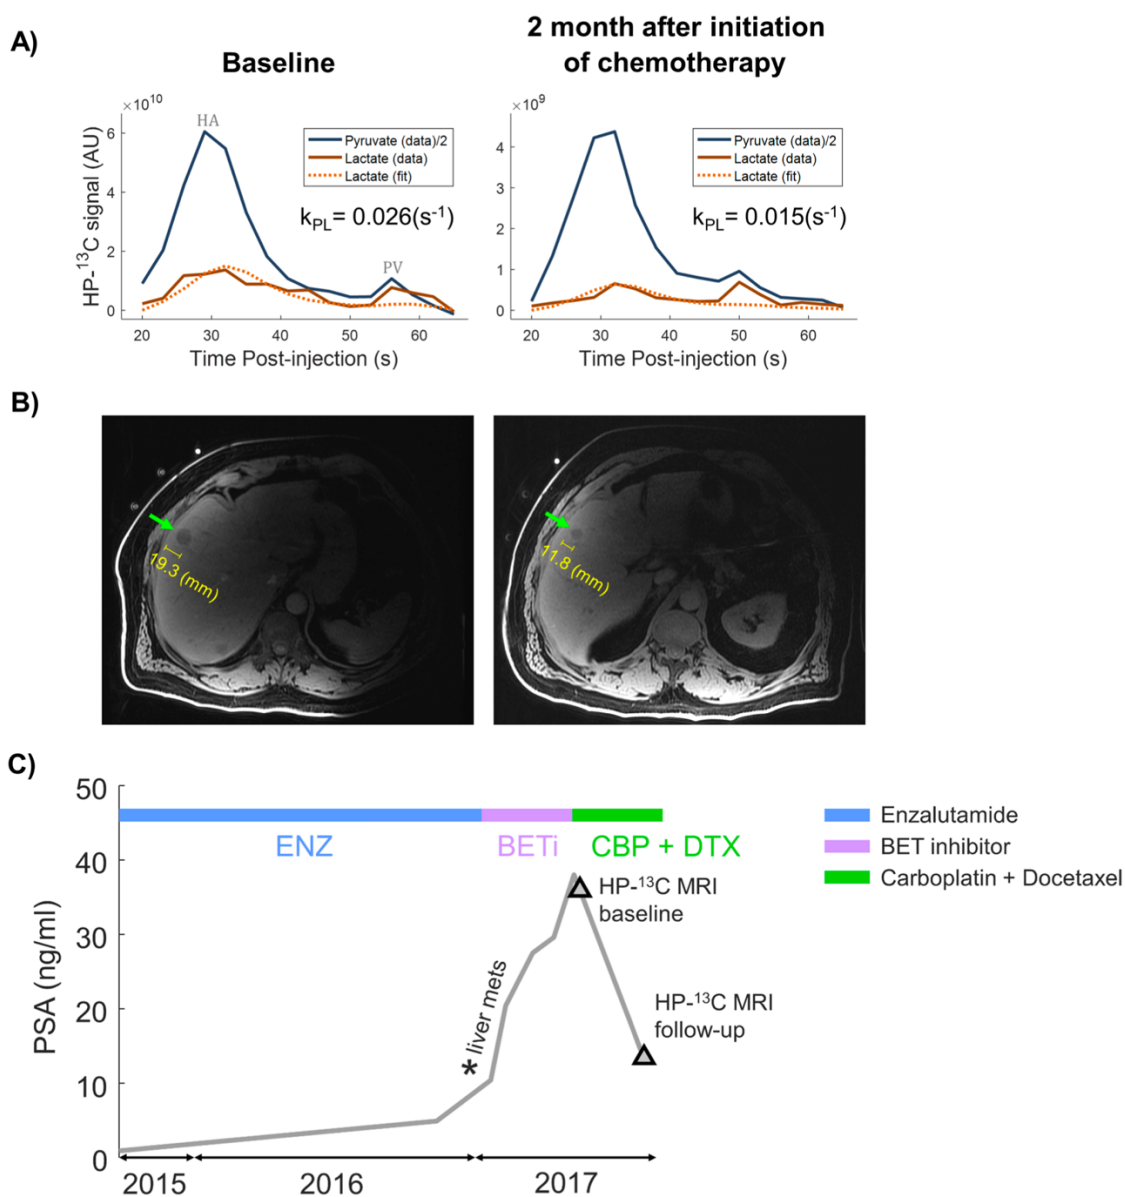 A)
Baseline
2 month after initiation
of chemotherapy
×10¹⁰
HA
PV
6
4
2
0
HP-¹³C signal (AU)
Pyruvate (data)/2
Lactate (data)
Lactate (fit)
kPL= 0.026(s⁻¹)
20 30 40 50 60
Time Post-injection (s)
×10⁹
4
3
2
1
0
Pyruvate (data)/2
Lactate (data)
Lactate (fit)
kPL= 0.015(s⁻¹)
20 30 40 50 60
Time Post-injection (s)
B)
19.3 (mm)
11.8 (mm)
C)
50
40
30
20
10
0
PSA (ng/ml)
ENZ
BETi
CBP + DTX
HP-¹³C MRI
baseline
* liver mets
HP-¹³C MRI
follow-up
2015
2016
2017
Enzalutamide
BET inhibitor
Carboplatin + Docetaxel